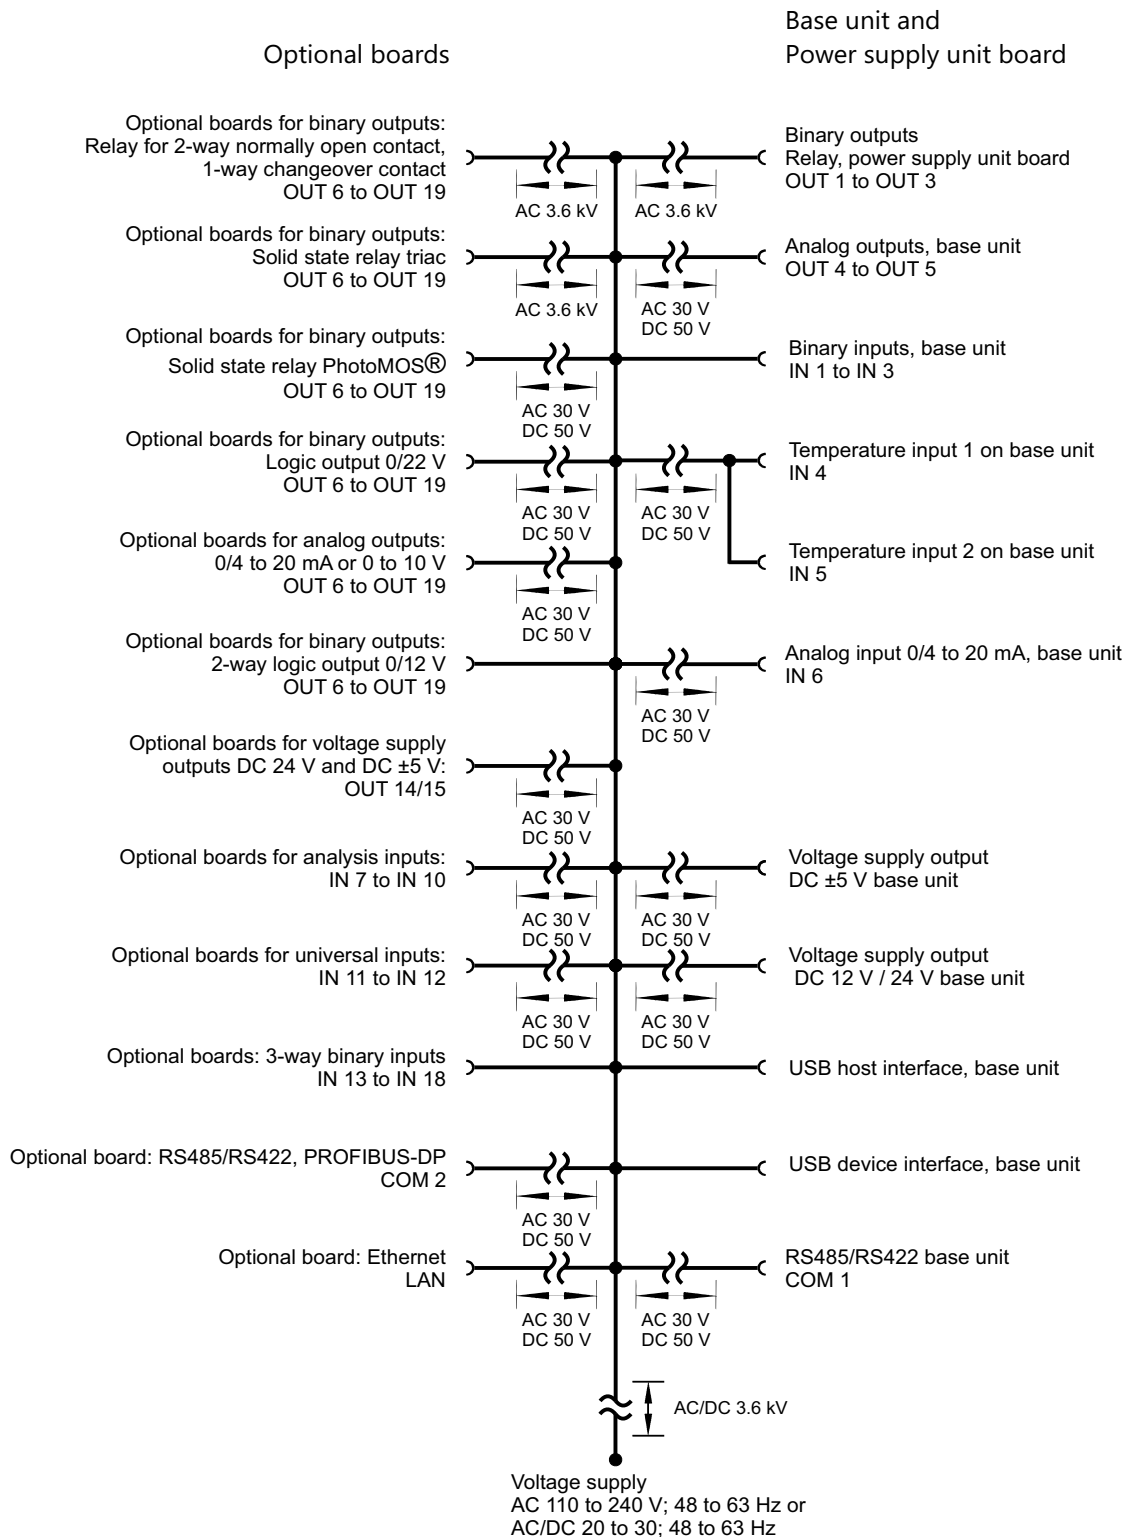 Optional boards
Base unit and
Power supply unit board
Optional boards for binary outputs:
Relay for 2-way normally open contact,
1-way changeover contact
OUT 6 to OUT 19
AC 3.6 kV
AC 3.6 kV
Binary outputs
Relay, power supply unit board
OUT 1 to OUT 3
Optional boards for binary outputs:
Solid state relay triac
OUT 6 to OUT 19
AC 3.6 kV
AC 30 V
DC 50 V
Analog outputs, base unit
OUT 4 to OUT 5
Optional boards for binary outputs:
Solid state relay PhotoMOS®
OUT 6 to OUT 19
AC 30 V
DC 50 V
Binary inputs, base unit
IN 1 to IN 3
Optional boards for binary outputs:
Logic output 0/22 V
OUT 6 to OUT 19
AC 30 V
DC 50 V
AC 30 V
DC 50 V
Temperature input 1 on base unit
IN 4
Optional boards for analog outputs:
0/4 to 20 mA or 0 to 10 V
OUT 6 to OUT 19
AC 30 V
DC 50 V
Temperature input 2 on base unit
IN 5
Optional boards for binary outputs:
2-way logic output 0/12 V
OUT 6 to OUT 19
AC 30 V
DC 50 V
Analog input 0/4 to 20 mA, base unit
IN 6
Optional boards for voltage supply
outputs DC 24 V and DC ±5 V:
OUT 14/15
AC 30 V
DC 50 V
Optional boards for analysis inputs:
IN 7 to IN 10
AC 30 V
DC 50 V
AC 30 V
DC 50 V
Voltage supply output
DC ±5 V base unit
Optional boards for universal inputs:
IN 11 to IN 12
AC 30 V
DC 50 V
AC 30 V
DC 50 V
Voltage supply output
DC 12 V / 24 V base unit
Optional boards: 3-way binary inputs
IN 13 to IN 18
USB host interface, base unit
Optional board: RS485/RS422, PROFIBUS-DP
COM 2
AC 30 V
DC 50 V
USB device interface, base unit
Optional board: Ethernet
LAN
AC 30 V
DC 50 V
AC 30 V
DC 50 V
RS485/RS422 base unit
COM 1
AC/DC 3.6 kV
Voltage supply
AC 110 to 240 V; 48 to 63 Hz or
AC/DC 20 to 30; 48 to 63 Hz